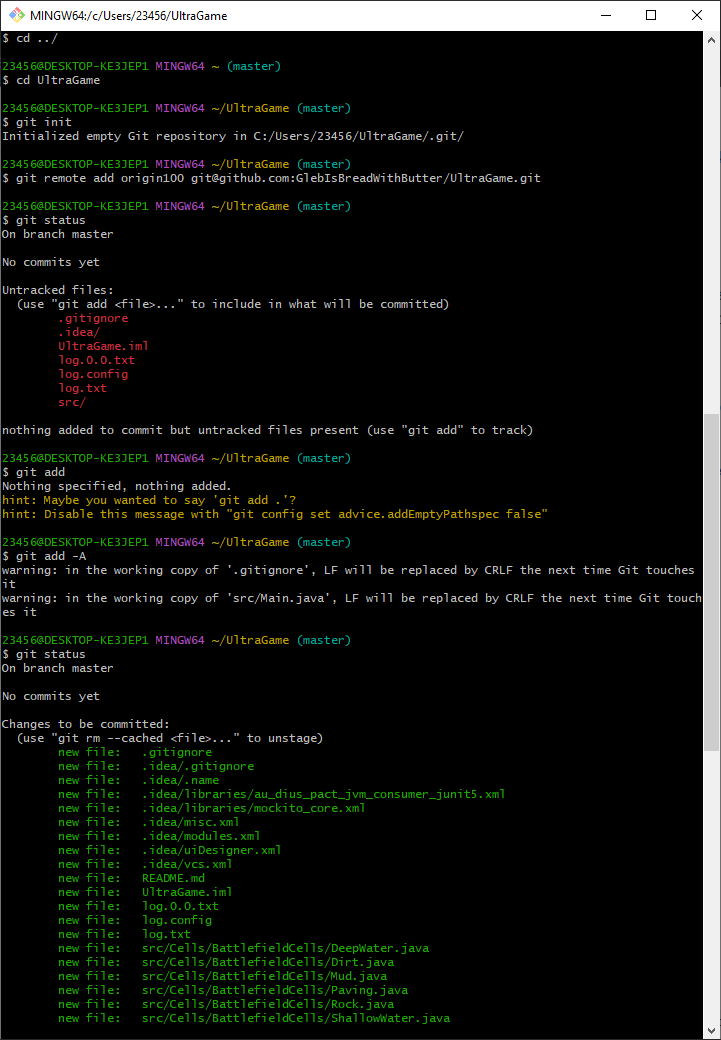 MINGW64:/c/Users/23456/UltraGame
$ cd ../
23456@DESKTOP-KE3JEP1 MINGW64 ~ (master)
$ cd UltraGame
23456@DESKTOP-KE3JEP1 MINGW64 ~/UltraGame (master)
$ git init
Initialized empty Git repository in C:/Users/23456/UltraGame/.git/
23456@DESKTOP-KE3JEP1 MINGW64 ~/UltraGame (master)
$ git remote add origin100 git@github.com:GlebIsBreadWithButter/UltraGame.git
23456@DESKTOP-KE3JEP1 MINGW64 ~/UltraGame (master)
$ git status
On branch master
No commits yet
Untracked files:
  (use "git add <file>..." to include in what will be committed)
        .gitignore
        .idea/
        UltraGame.iml
        log.0.0.txt
        log.config
        log.txt
        src/
nothing added to commit but untracked files present (use "git add" to track)
23456@DESKTOP-KE3JEP1 MINGW64 ~/UltraGame (master)
$ git add
Nothing specified, nothing added.
hint: Maybe you wanted to say 'git add .'?
hint: Disable this message with "git config set advice.addEmptyPathspec false"
23456@DESKTOP-KE3JEP1 MINGW64 ~/UltraGame (master)
$ git add -A
warning: in the working copy of '.gitignore', LF will be replaced by CRLF the next time Git touches
it
warning: in the working copy of 'src/Main.java', LF will be replaced by CRLF the next time Git touch
es it
23456@DESKTOP-KE3JEP1 MINGW64 ~/UltraGame (master)
$ git status
On branch master
No commits yet
Changes to be committed:
  (use "git rm --cached <file>..." to unstage)
        new file:   .gitignore
        new file:   .idea/.gitignore
        new file:   .idea/.name
        new file:   .idea/libraries/au_dius_pact_jvm_consumer_junit5.xml
        new file:   .idea/libraries/mockito_core.xml
        new file:   .idea/misc.xml
        new file:   .idea/modules.xml
        new file:   .idea/uiDesigner.xml
        new file:   .idea/vcs.xml
        new file:   README.md
        new file:   UltraGame.iml
        new file:   log.0.0.txt
        new file:   log.config
        new file:   log.txt
        new file:   src/Cells/BattlefieldCells/DeepWater.java
        new file:   src/Cells/BattlefieldCells/Dirt.java
        new file:   src/Cells/BattlefieldCells/Mud.java
        new file:   src/Cells/BattlefieldCells/Paving.java
        new file:   src/Cells/BattlefieldCells/Rock.java
        new file:   src/Cells/BattlefieldCells/ShallowWater.java